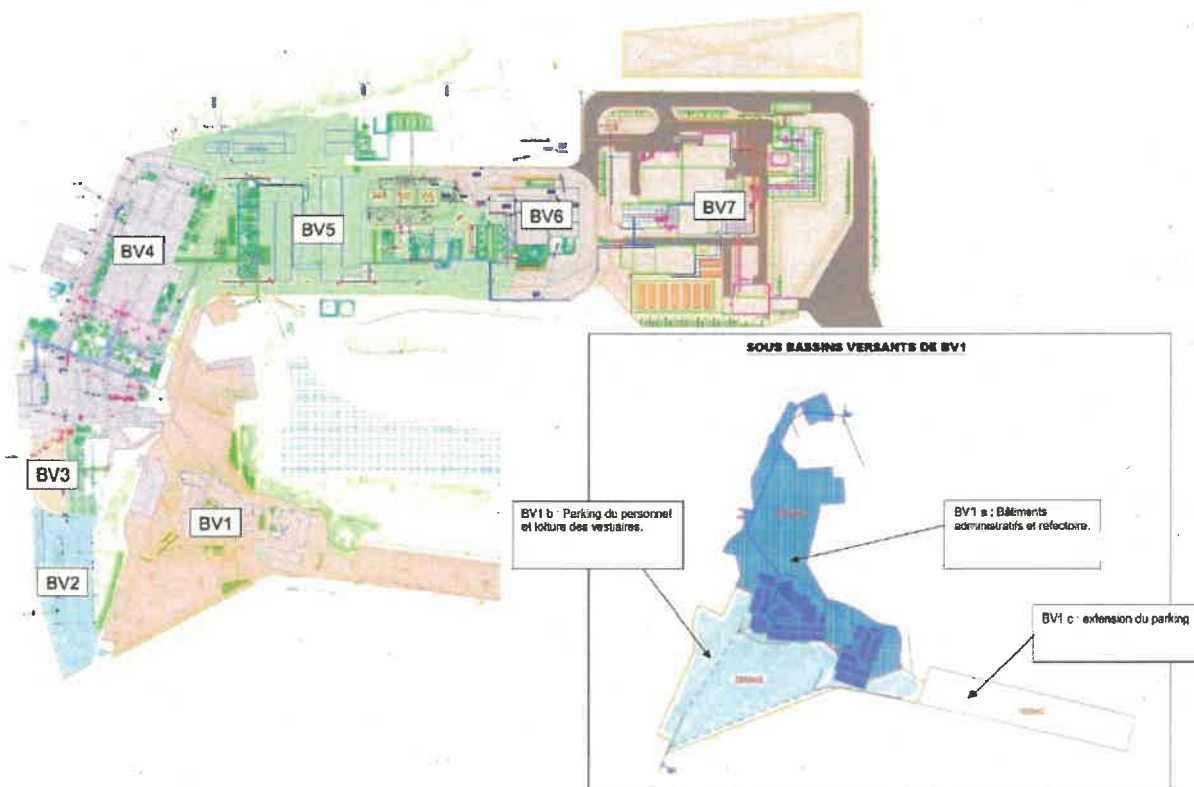 BV7
BV6
BV5
BV4
BV3
BV1
BV2
SOUS BASSINS VERSANTS DE BV1
BV1 b : Parking du personnel
et toiture des vestiaires.
BV1 a : Bâtiments
administratifs et réfectoire.
BV1 c : extension du parking